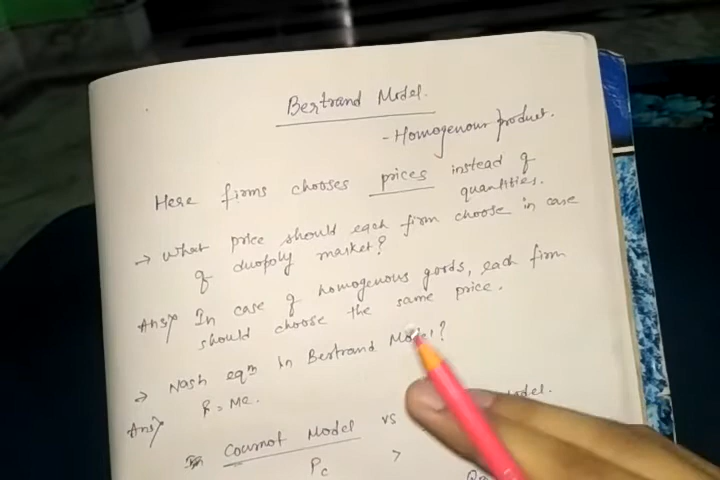 Bertrand Model.
- Homogenour product.
Here firms chooses prices instead of quantities.
→ What price should each firm choose in case
of duopoly market?
Ans> In case of homogenous goods, each firm
should choose the same price.
→ Nash eqm in Bertrand Model?
Ans> P = MC.
Cournot Model vs Model.
Pc >